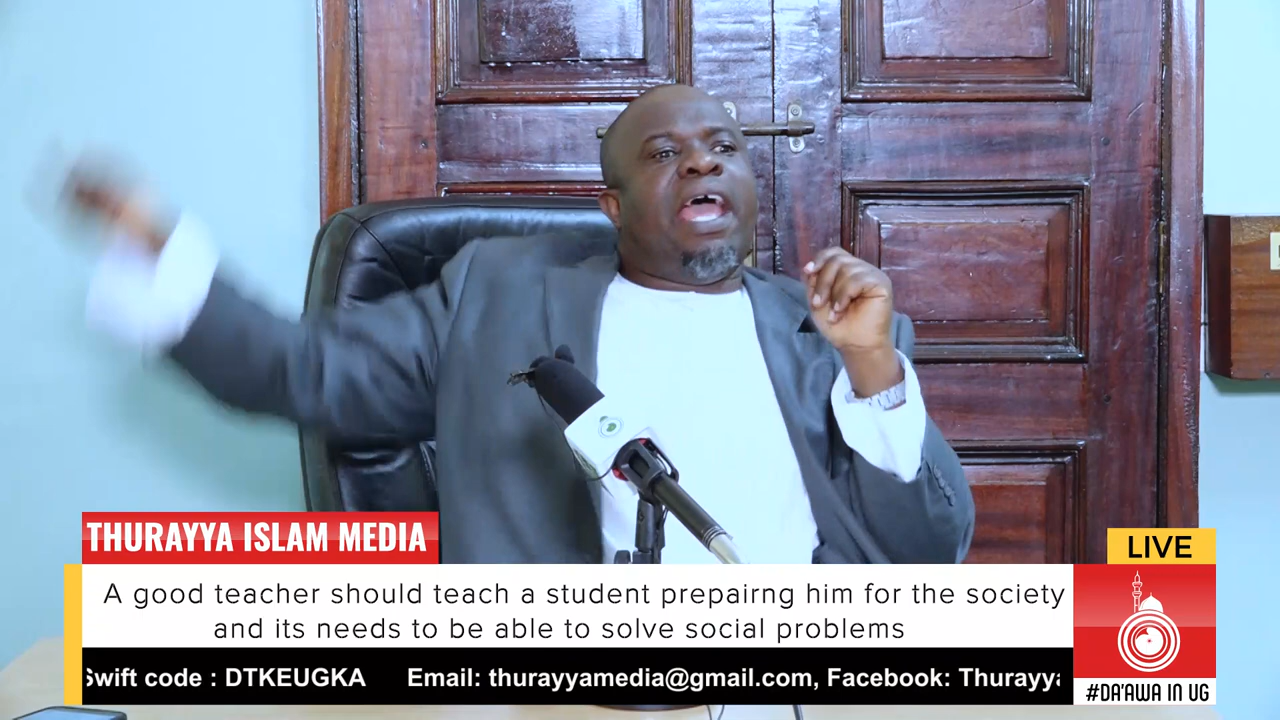 THURAYYA ISLAM MEDIA
LIVE
A good teacher should teach a student prepairng him for the society
and its needs to be able to solve social problems
Swift code : DTKEUGKA Email: thurayyamedia@gmail.com, Facebook: Thurayya
#DA'AWA IN UG